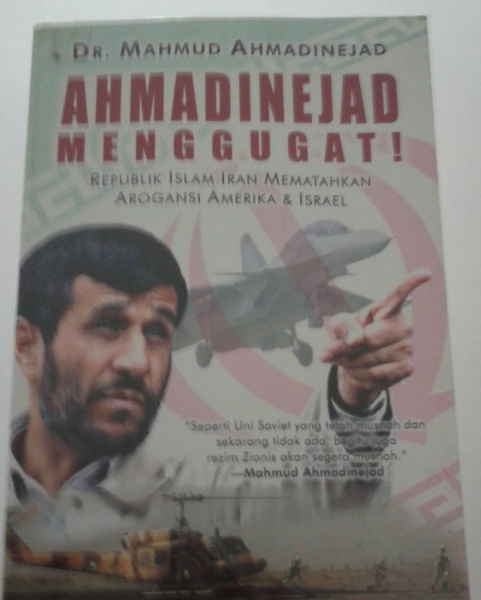 DR. MAHMUD AHMADINEJAD
AHMADINEJAD
MENGGUGAT!
REPUBLIK ISLAM IRAN MEMATAHKAN
AROGANSI AMERIKA & ISRAEL
"Seperti Uni Soviet yang telah musnah dan
sekarang tidak ada, begitu juga
rezim Zionis akan segera musnah."
—Mahmud Ahmadinejad